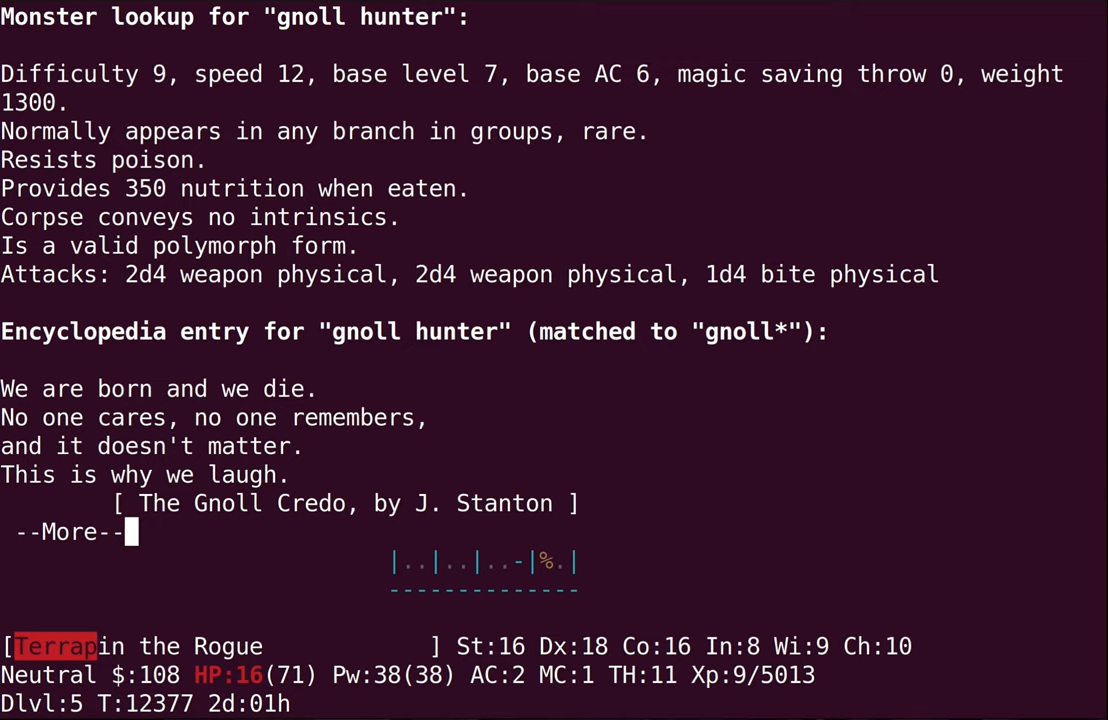 Monster lookup for "gnoll hunter":
Difficulty 9, speed 12, base level 7, base AC 6, magic saving throw 0, weight
1300.
Normally appears in any branch in groups, rare.
Resists poison.
Provides 350 nutrition when eaten.
Corpse conveys no intrinsics.
Is a valid polymorph form.
Attacks: 2d4 weapon physical, 2d4 weapon physical, 1d4 bite physical
Encyclopedia entry for "gnoll hunter" (matched to "gnoll*"):
We are born and we die.
No one cares, no one remembers,
and it doesn't matter.
This is why we laugh.
[ The Gnoll Credo, by J. Stanton ]
--More--
|..|..|..-|%.|
--------------
[Terrapin the Rogue ] St:16 Dx:18 Co:16 In:8 Wi:9 Ch:10
Neutral $:108 HP:16(71) Pw:38(38) AC:2 MC:1 TH:11 Xp:9/5013
Dlvl:5 T:12377 2d:01h